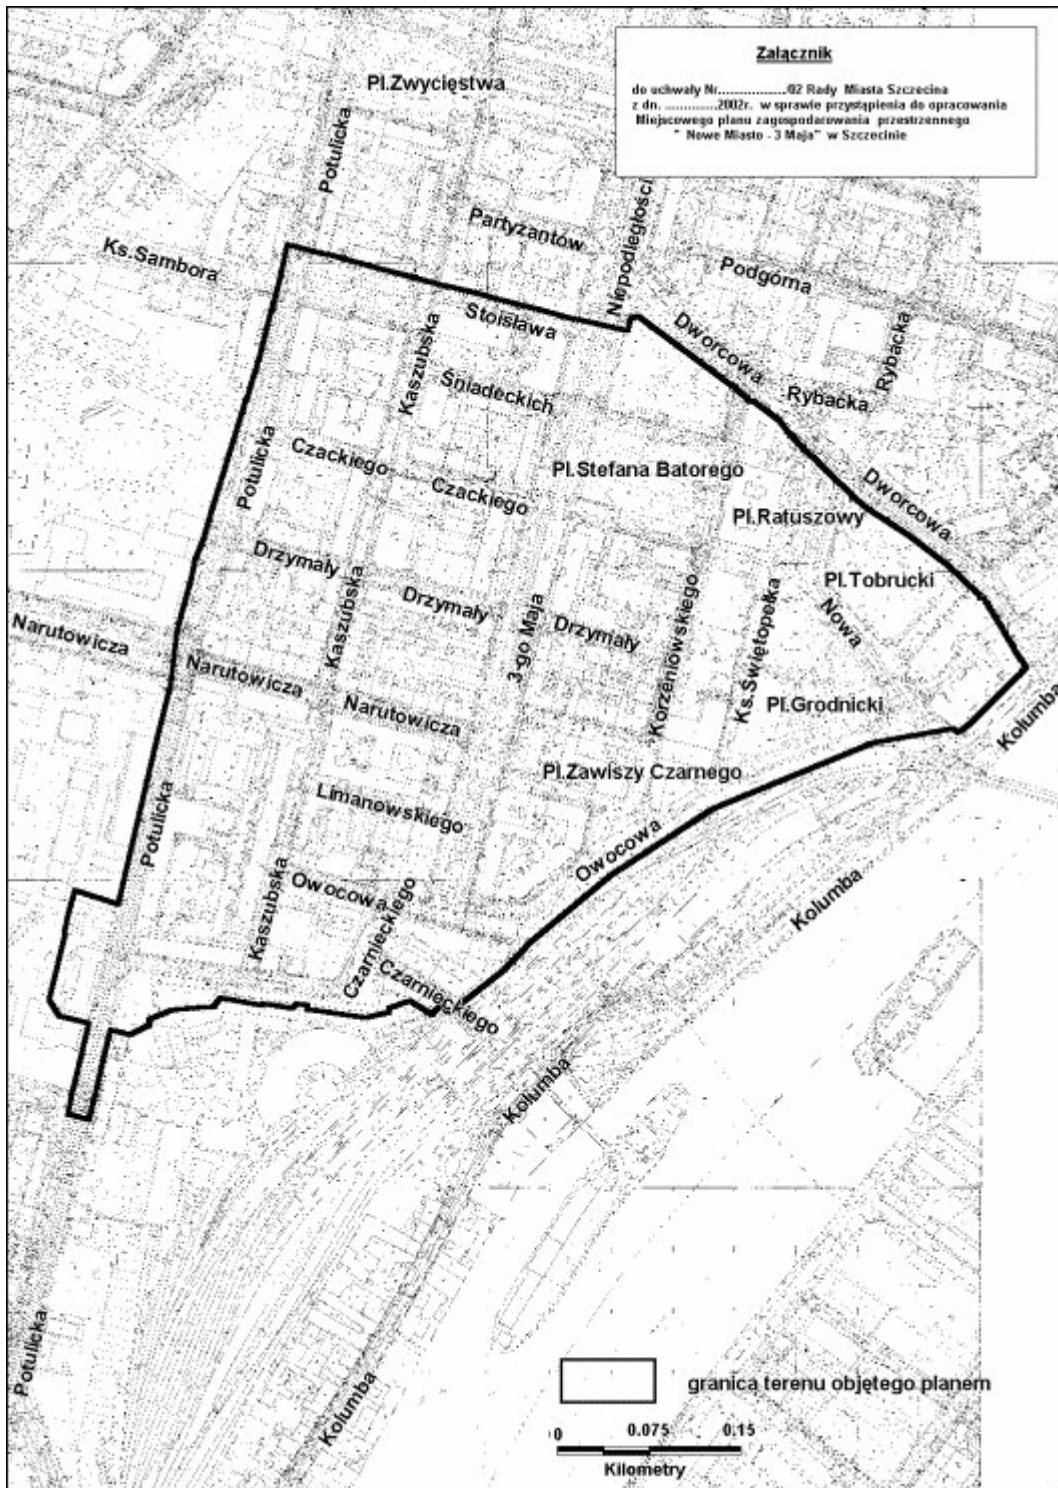 Załącznik
do uchwały Nr.................../02 Rady Miasta Szczecina
z dn. .............2002r. w sprawie przystąpienia do opracowania
Miejscowego planu zagospodarowania przestrzennego
" Nowe Miasto - 3 Maja" w Szczecinie
Pl.Zwycięstwa
Potulicka
Partyzantów
Niepodległości
Ks.Sambora
Podgórna
Stoisława
Dworcowa
Rybacka
Kaszubska
Śniadeckich
Rybacka
Potulicka
Czackiego
Czackiego
Pl.Stefana Batorego
Dworcowa
Pl.Ratuszowy
Drzymały
Kaszubska
Drzymały
3-go Maja
Drzymały
Korzeniowskiego
Ks.Świętopełka
Pl.Tobrucki
Nowa
Narutowicza
Narutowicza
Narutowicza
Pl.Grodnicki
Kolumba
Pl.Zawiszy Czarnego
Potulicka
Limanowskiego
Owocowa
Kaszubska
Owocowa
Czarnieckiego
Kolumba
Czarnieckiego
Kolumba
Potulicka
Kolumba
granica terenu objętego planem
0 0.075 0.15
Kilometry